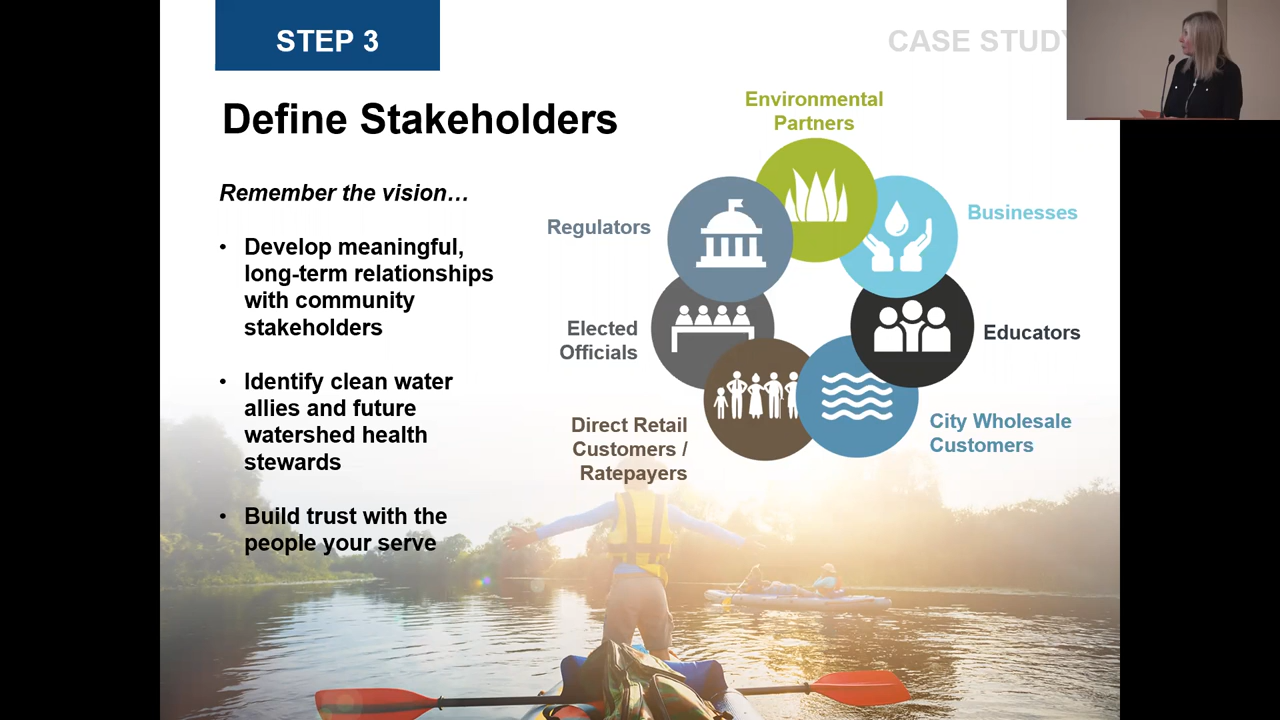 STEP 3
CASE STUDY
Define Stakeholders
Remember the vision…
• Develop meaningful,
long-term relationships
with community
stakeholders
• Identify clean water
allies and future
watershed health
stewards
• Build trust with the
people your serve
Environmental
Partners
Regulators
Businesses
Elected
Officials
Educators
Direct Retail
Customers /
Ratepayers
City Wholesale
Customers